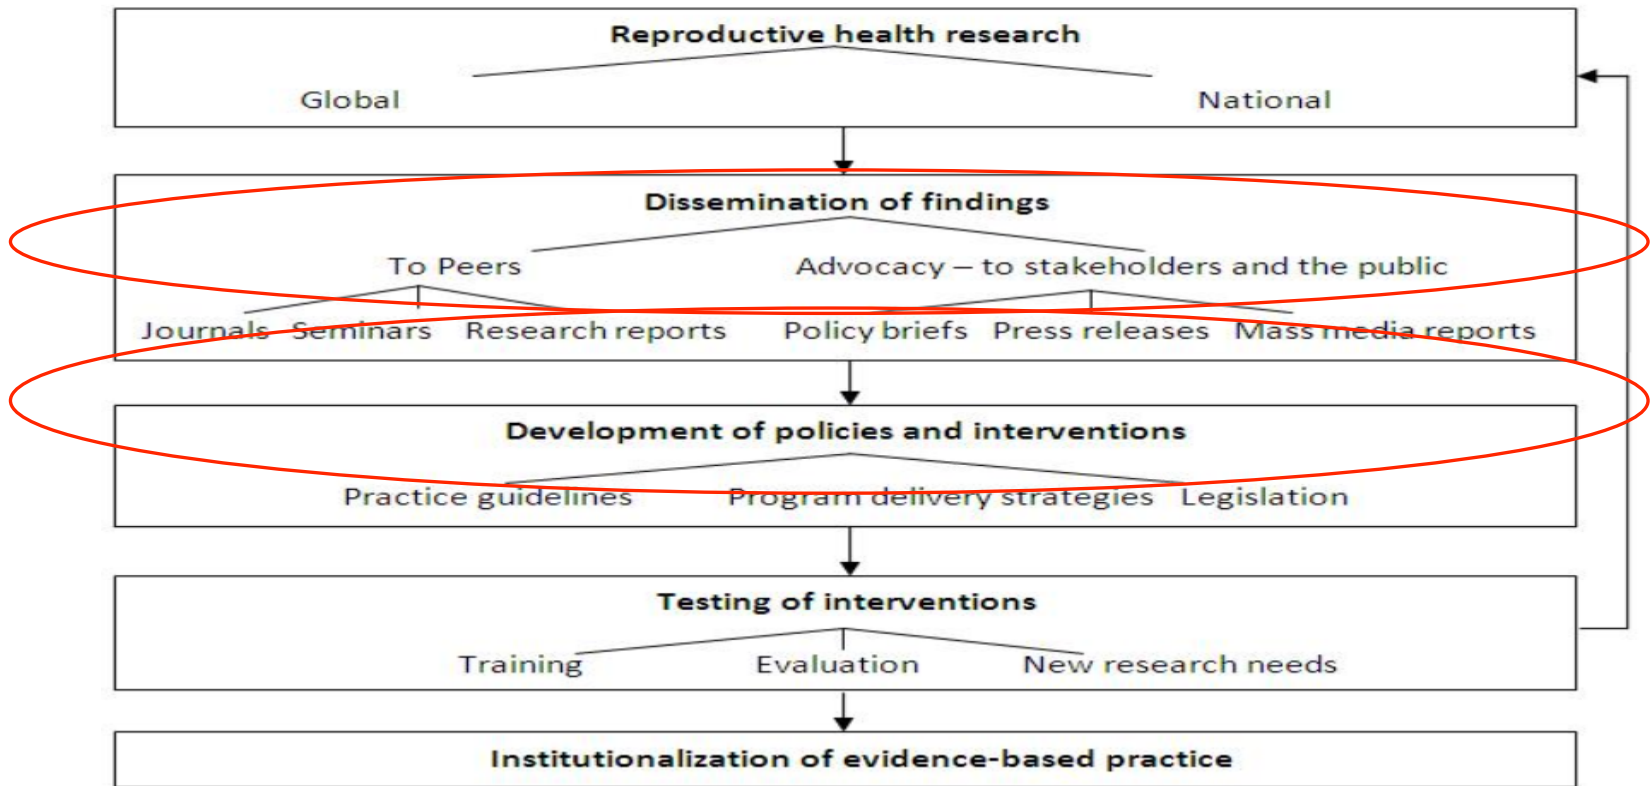 Reproductive health research
Global National
Dissemination of findings
To Peers Advocacy – to stakeholders and the public
Journals Seminars Research reports Policy briefs Press releases Mass media reports
Development of policies and interventions
Practice guidelines Program delivery strategies Legislation
Testing of interventions
Training Evaluation New research needs
Institutionalization of evidence-based practice